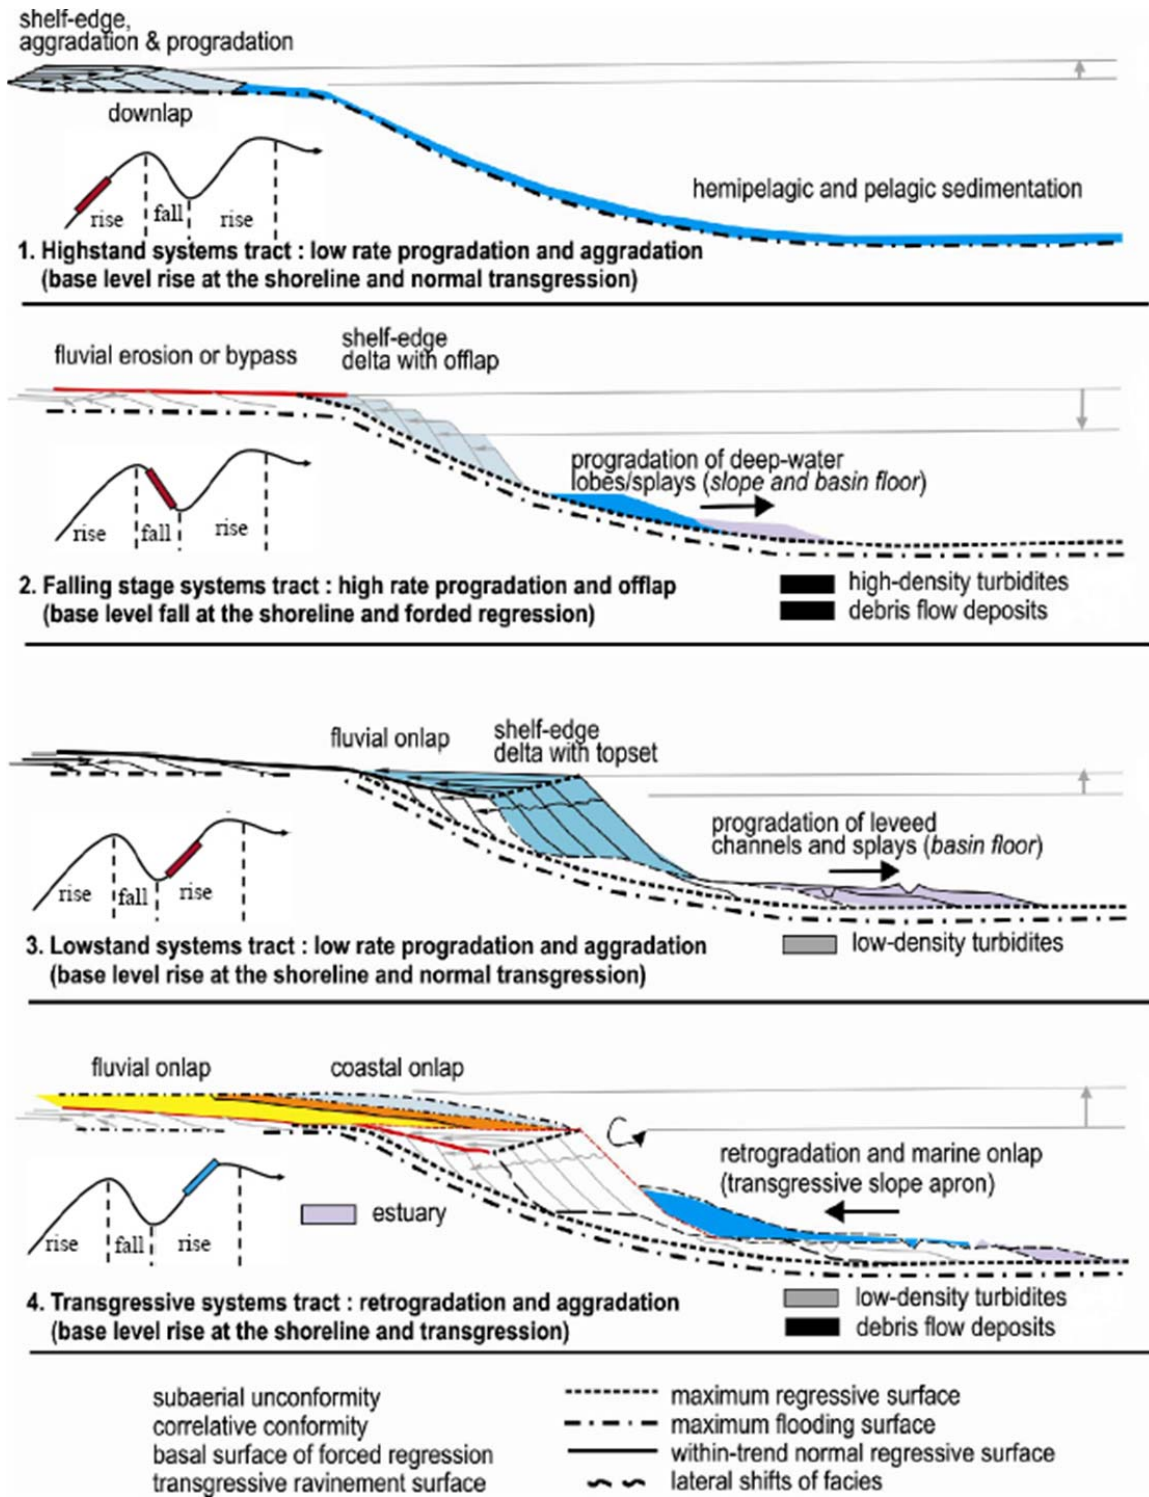 shelf-edge,
aggradation & progradation
downlap
hemipelagic and pelagic sedimentation
rise
fall
rise
1. Highstand systems tract : low rate progradation and aggradation
(base level rise at the shoreline and normal transgression)
fluvial erosion or bypass
shelf-edge
delta with offlap
progradation of deep-water
lobes/splays (slope and basin floor)
rise
fall
rise
2. Falling stage systems tract : high rate progradation and offlap
(base level fall at the shoreline and forded regression)
high-density turbidites
debris flow deposits
fluvial onlap
shelf-edge
delta with topset
progradation of leveed
channels and splays (basin floor)
rise
fall
rise
3. Lowstand systems tract : low rate progradation and aggradation
(base level rise at the shoreline and normal transgression)
low-density turbidites
fluvial onlap
coastal onlap
retrogradation and marine onlap
(transgressive slope apron)
rise
fall
rise
estuary
4. Transgressive systems tract : retrogradation and aggradation
(base level rise at the shoreline and transgression)
low-density turbidites
debris flow deposits
subaerial unconformity
correlative conformity
basal surface of forced regression
transgressive ravinement surface
maximum regressive surface
maximum flooding surface
within-trend normal regressive surface
lateral shifts of facies